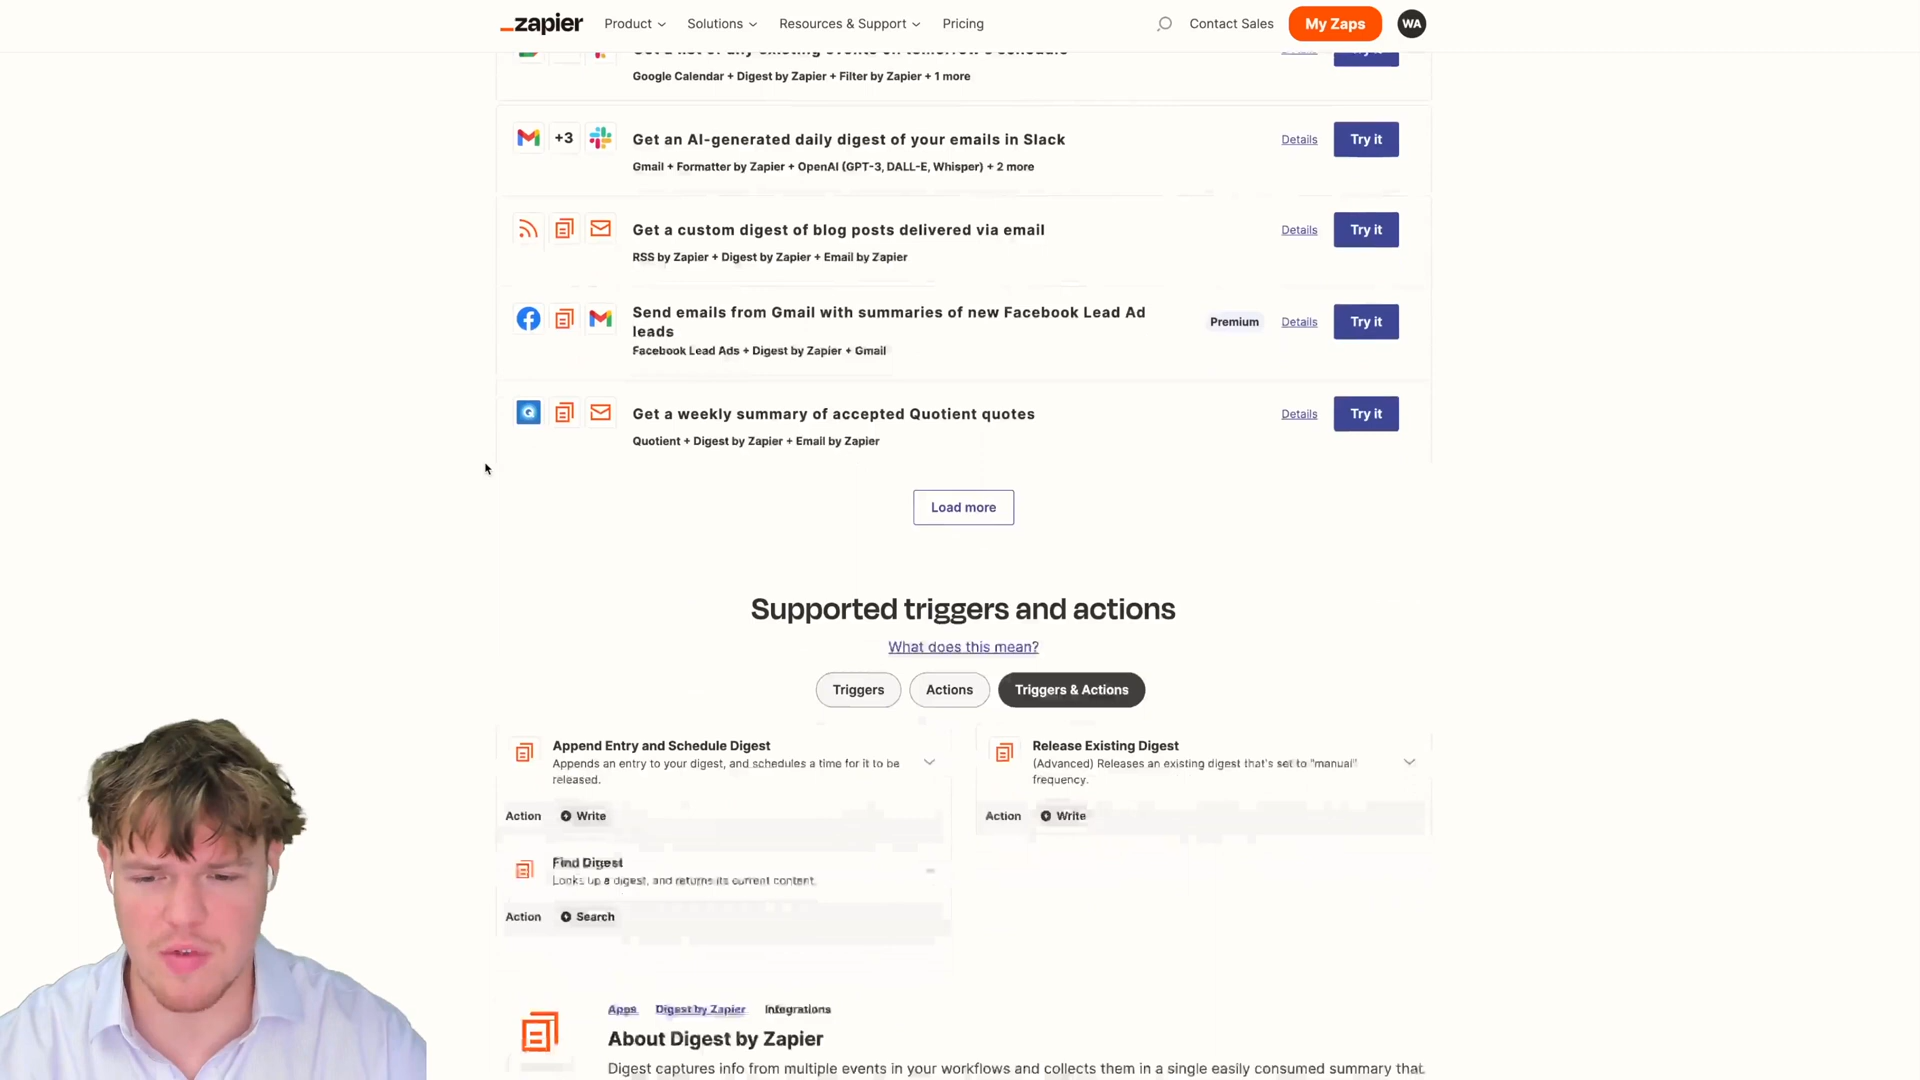 zapier Product Solutions Resources & Support Pricing Contact Sales My Zaps WA
Get a list of any existing events on tomorrow's schedule
Google Calendar + Digest by Zapier + Filter by Zapier + 1 more
+3 Get an AI-generated daily digest of your emails in Slack Details Try it
Gmail + Formatter by Zapier + OpenAI (GPT-3, DALL-E, Whisper) + 2 more
Get a custom digest of blog posts delivered via email Details Try it
RSS by Zapier + Digest by Zapier + Email by Zapier
Send emails from Gmail with summaries of new Facebook Lead Ad
leads
Premium Details Try it
Facebook Lead Ads + Digest by Zapier + Gmail
Get a weekly summary of accepted Quotient quotes Details Try it
Quotient + Digest by Zapier + Email by Zapier
Load more
Supported triggers and actions
What does this mean?
Triggers Actions Triggers & Actions
Append Entry and Schedule Digest
Appends an entry to your digest, and schedules a time for it to be
released.
Action Write
Release Existing Digest
(Advanced) Releases an existing digest that's set to "manual"
frequency.
Action Write
Find Digest
Looks up a digest, and returns its current content.
Action Search
Apps Digest by Zapier Integrations
About Digest by Zapier
Digest captures info from multiple events in your workflows and collects them in a single easily consumed summary that